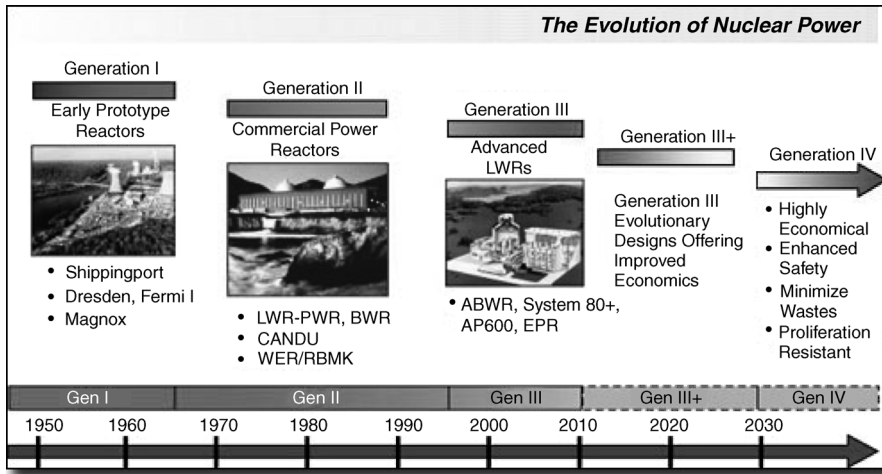 The Evolution of Nuclear Power
Generation I
Early Prototype
Reactors
• Shippingport
• Dresden, Fermi I
• Magnox
Generation II
Commercial Power
Reactors
• LWR-PWR, BWR
• CANDU
• WER/RBMK
Generation III
Advanced
LWRs
• ABWR, System 80+,
AP600, EPR
Generation III+
Generation III
Evolutionary
Designs Offering
Improved
Economics
Generation IV
• Highly
Economical
• Enhanced
Safety
• Minimize
Wastes
• Proliferation
Resistant
Gen I
Gen II
Gen III
Gen III+
Gen IV
1950
1960
1970
1980
1990
2000
2010
2020
2030